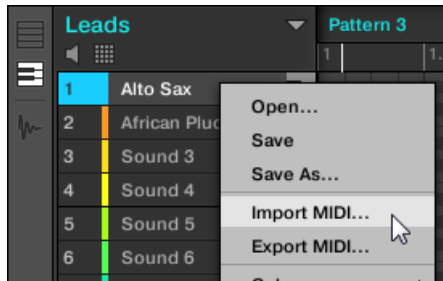 Leads
Pattern 3
1
1.
1 Alto Sax
2 African Pluc
3 Sound 3
4 Sound 4
5 Sound 5
6 Sound 6
Open...
Save
Save As...
Import MIDI...
Export MIDI...